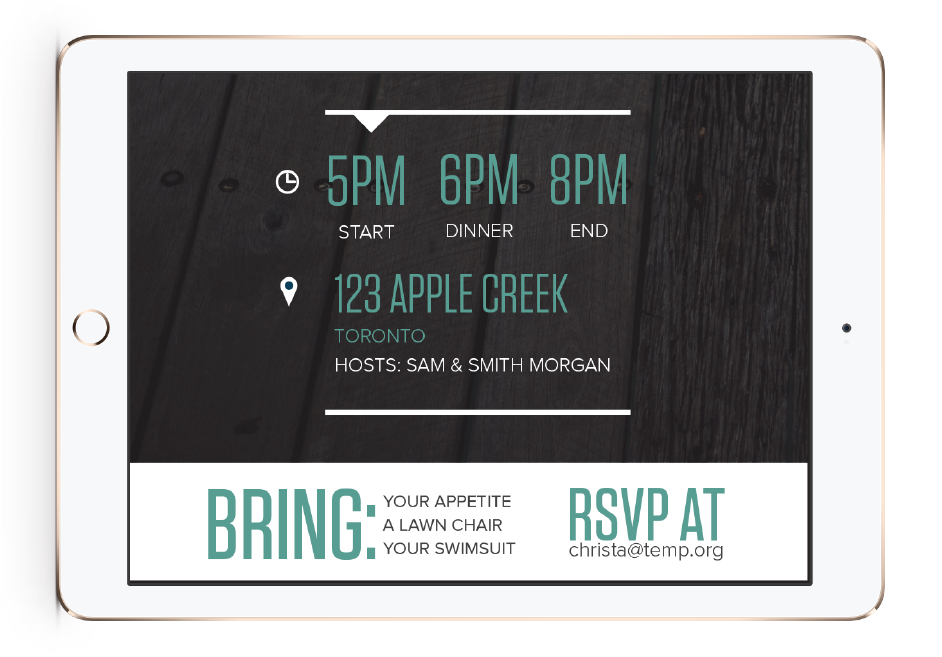 5PM 6PM 8PM
START DINNER END
123 APPLE CREEK
TORONTO
HOSTS: SAM & SMITH MORGAN
BRING:
YOUR APPETITE
A LAWN CHAIR
YOUR SWIMSUIT
RSVP AT
christa@temp.org